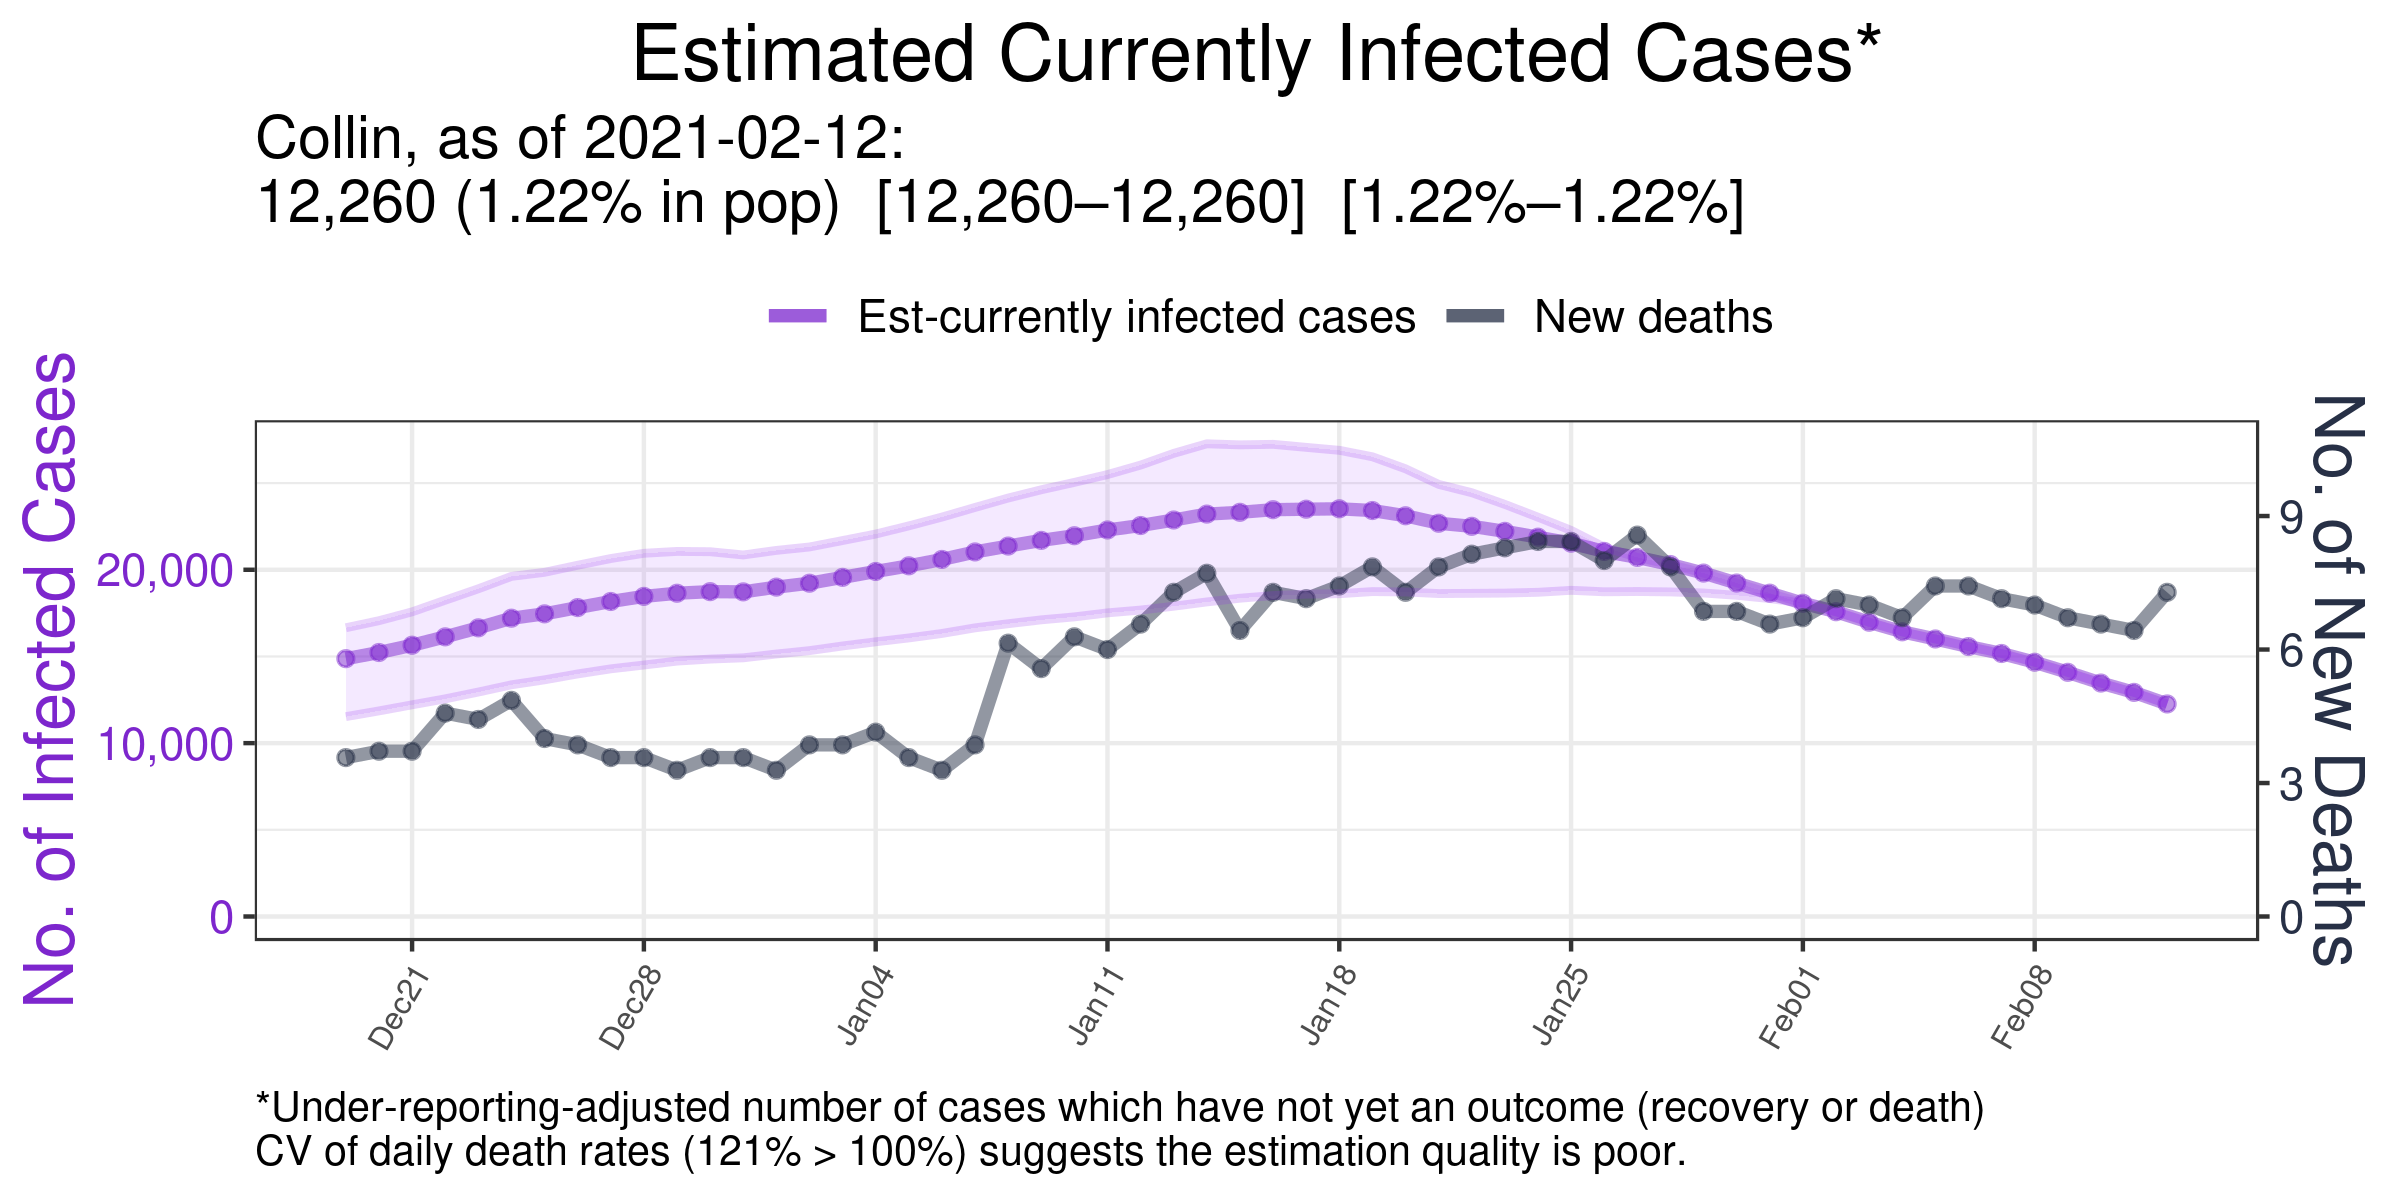 Estimated Currently Infected Cases*
Collin, as of 2021-02-12:
12,260 (1.22% in pop)  [12,260–12,260]  [1.22%–1.22%]
Est-currently infected cases
New deaths
No. of Infected Cases
20,000
10,000
0
No. of New Deaths
9
6
3
0
Dec21
Dec28
Jan04
Jan11
Jan18
Jan25
Feb01
Feb08
*Under-reporting-adjusted number of cases which have not yet an outcome (recovery or death)
CV of daily death rates (121% > 100%) suggests the estimation quality is poor.